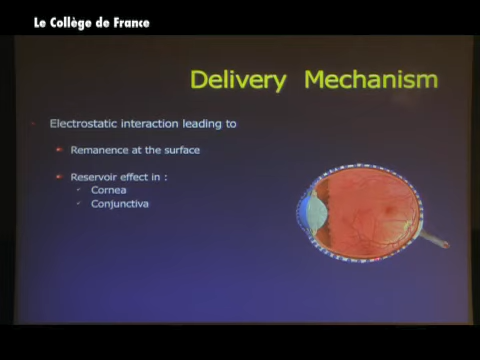 Le Collège de France
Delivery Mechanism
Electrostatic interaction leading to
Remanence at the surface
Reservoir effect in :
Cornea
Conjunctiva